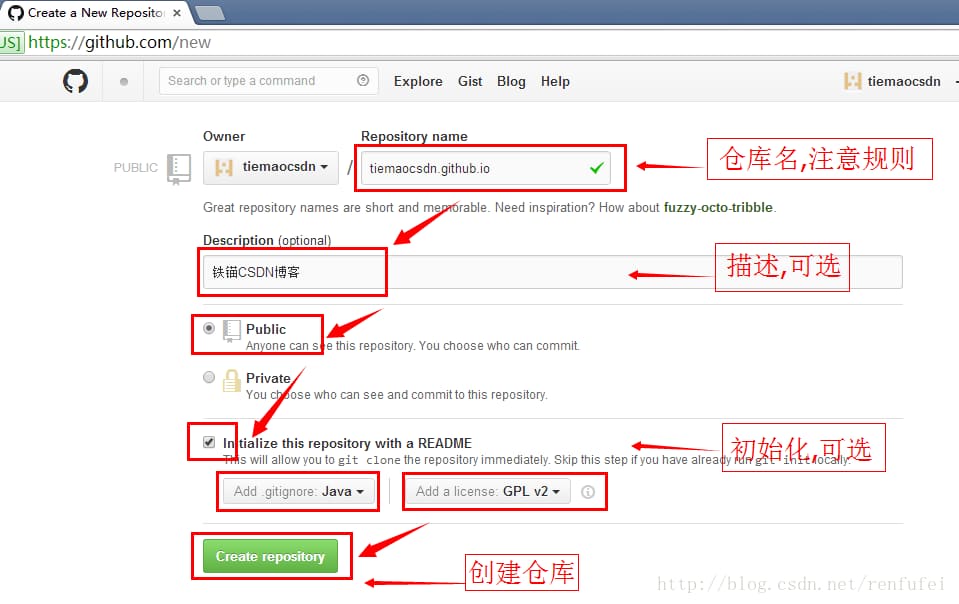 Create a New Reposito
US] https://github.com/new
Search or type a command Explore Gist Blog Help tiemaocsdn
Owner Repository name
PUBLIC tiemaocsdn / tiemaocsdn.github.io 仓库名,注意规则
Great repository names are short and memorable. Need inspiration? How about fuzzy-octo-tribble.
Description (optional)
铁锚CSDN博客 描述,可选
Public
Anyone can see this repository. You choose who can commit.
Private
You choose who can see and commit to this repository.
Initialize this repository with a README
初始化,可选
This will allow you to git clone the repository immediately. Skip this step if you have already run git init locally.
Add .gitignore: Java Add a license: GPL v2
Create repository
创建仓库
http://blog.csdn.net/renfufei